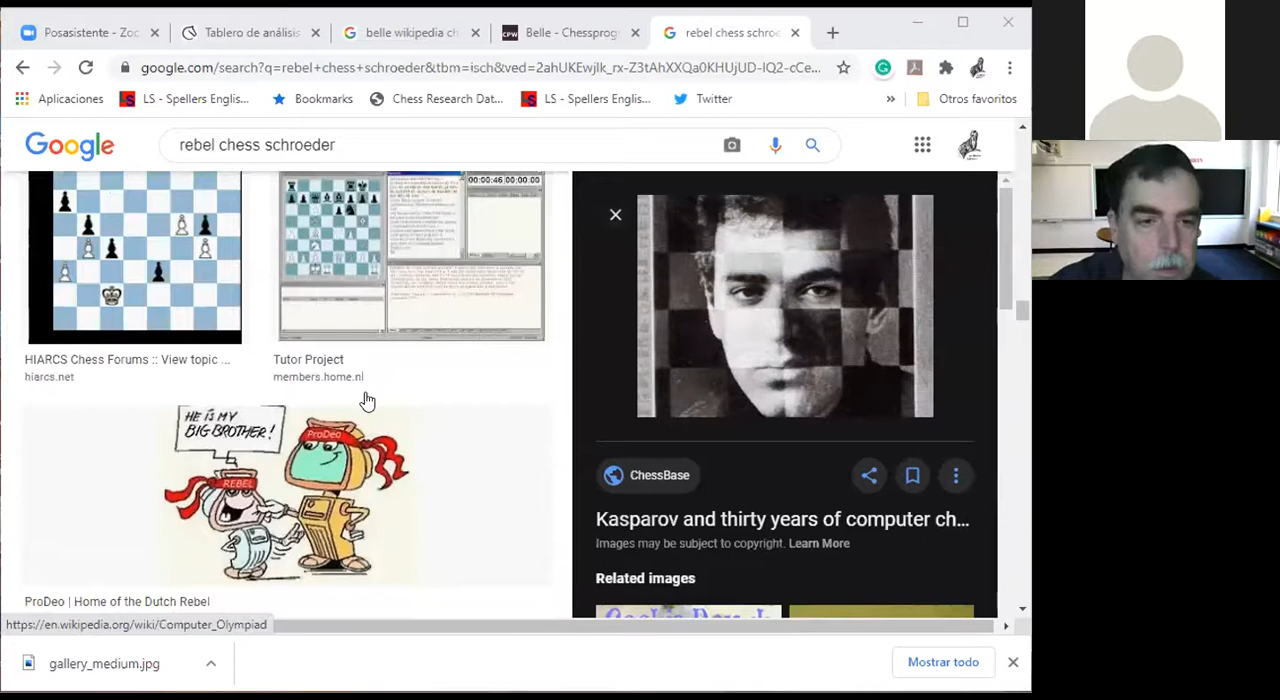 Posasistente - Zoc
Tablero de análisis
belle wikipedia ch
CPW Belle - Chessprog
rebel chess schroe
google.com/search?q=rebel+chess+schroeder&tbm=isch&ved=2ahUKEwjlk_rx-Z3tAhXXQa0KHUjUD-IQ2-cCe...
Aplicaciones LS - Spellers Englis... Bookmarks Chess Research Dat... LS - Spellers Englis... Twitter » Otros favoritos
Google rebel chess schroeder
00:00:46 00:00:00
HIARCS Chess Forums :: View topic ...
hiarcs.net
Tutor Project
members.home.nl
HE IS MY
BIG BROTHER!
ProDeo
REBEL
ProDeo | Home of the Dutch Rebel
ChessBase
Kasparov and thirty years of computer ch...
Images may be subject to copyright. Learn More
Related images
https://en.wikipedia.org/wiki/Computer_Olympiad
gallery_medium.jpg
Mostrar todo